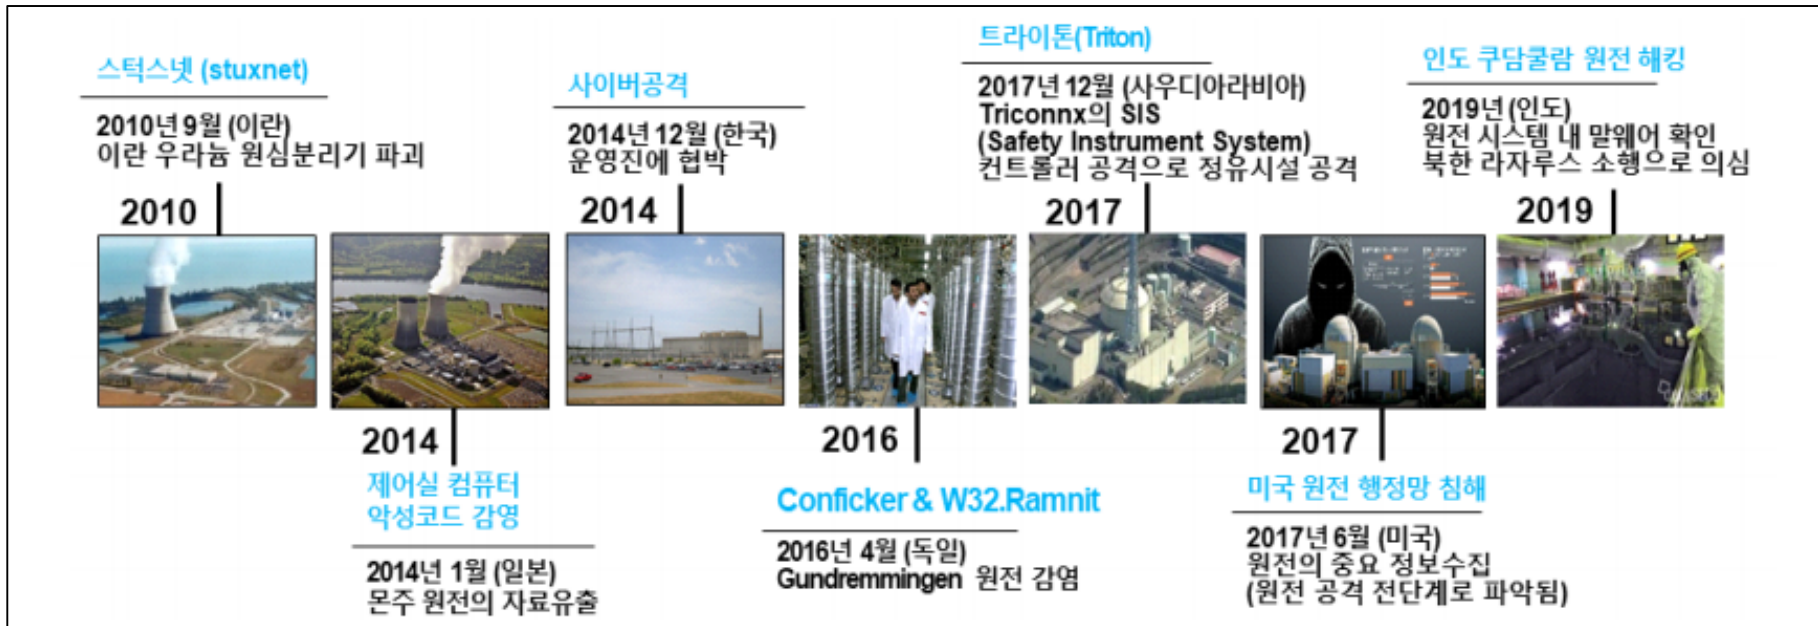 스턱스넷 (stuxnet)
2010년 9월 (이란)
이란 우라늄 원심분리기 파괴
2010
제어실 컴퓨터
악성코드 감영
2014년 1월 (일본)
몬주 원전의 자료유출
2014
사이버공격
2014년 12월 (한국)
운영진에 협박
2014
Conficker & W32.Ramnit
2016년 4월 (독일)
Gundremmingen 원전 감염
2016
트라이톤(Triton)
2017년 12월 (사우디아라비아)
Triconnx의 SIS
(Safety Instrument System)
컨트롤러 공격으로 정유시설 공격
2017
미국 원전 행정망 침해
2017년 6월 (미국)
원전의 중요 정보수집
(원전 공격 전단계로 파악됨)
2017
인도 쿠담쿨람 원전 해킹
2019년 (인도)
원전 시스템 내 말웨어 확인
북한 라자루스 소행으로 의심
2019